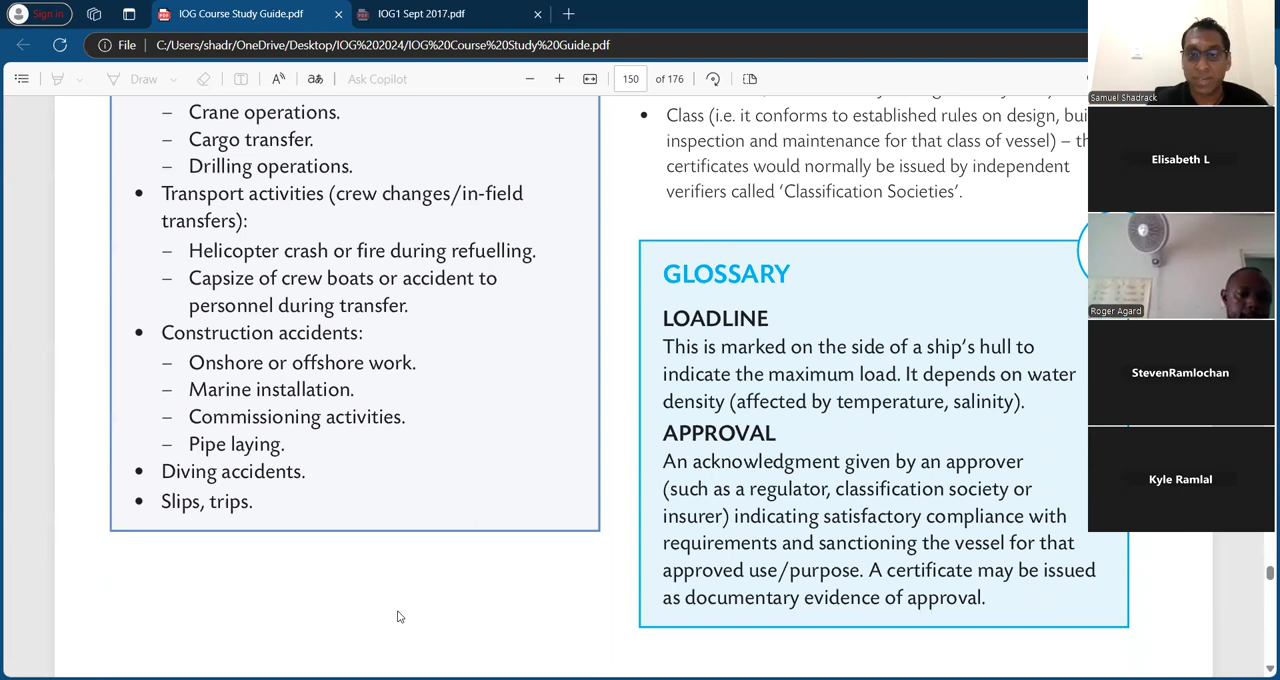 Sign in
IOG Course Study Guide.pdf
IOG1 Sept 2017.pdf
File
C:/Users/shadr/OneDrive/Desktop/IOG%202024/IOG%20Course%20Study%20Guide.pdf
Draw
A
aあ
Ask Copilot
150 of 176
– Crane operations.
– Cargo transfer.
– Drilling operations.
• Transport activities (crew changes/in-field
transfers):
– Helicopter crash or fire during refuelling.
– Capsize of crew boats or accident to
personnel during transfer.
• Construction accidents:
– Onshore or offshore work.
– Marine installation.
– Commissioning activities.
– Pipe laying.
• Diving accidents.
• Slips, trips.
• Class (i.e. it conforms to established rules on design,
inspection and maintenance for that class of vessel) –
certificates would normally be issued by independent
verifiers called ‘Classification Societies’.
GLOSSARY
LOADLINE
This is marked on the side of a ship’s hull to
indicate the maximum load. It depends on water
density (affected by temperature, salinity).
APPROVAL
An acknowledgment given by an approver
(such as a regulator, classification society or
insurer) indicating satisfactory compliance with
requirements and sanctioning the vessel for that
approved use/purpose. A certificate may be issued
as documentary evidence of approval.
Samuel Shadrack
Elisabeth L
Roger Agard
StevenRamlochan
Kyle Ramlal